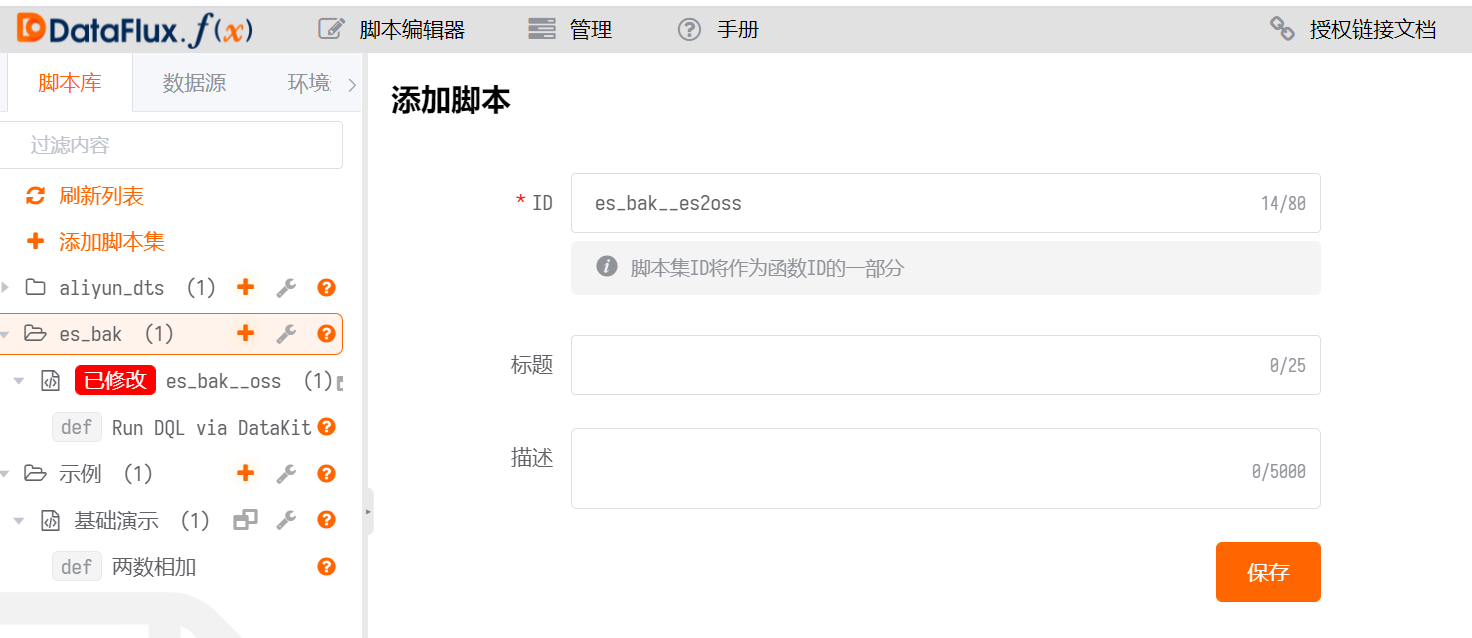 DataFlux.f(x) 脚本编辑器 管理 手册 授权链接文档
脚本库 数据源 环境
过滤内容
刷新列表
添加脚本集
aliyun_dts (1)
es_bak (1)
已修改 es_bak__oss (1)
def Run DQL via DataKit
示例 (1)
基础演示 (1)
def 两数相加
添加脚本
* ID es_bak__es2oss 14/80
脚本集ID将作为函数ID的一部分
标题 0/25
描述 0/5000
保存